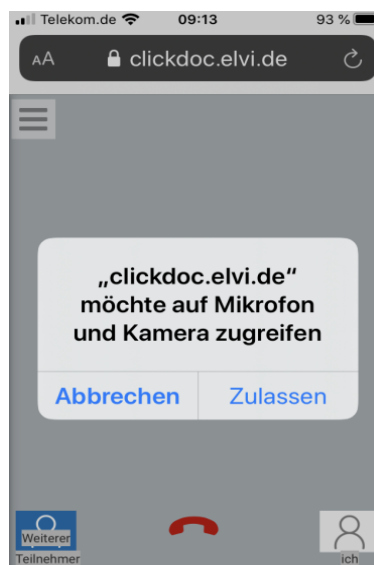 Telekom.de 09:13 93 %
AA clickdoc.elvi.de
„clickdoc.elvi.de“
möchte auf Mikrofon
und Kamera zugreifen
Abbrechen Zulassen
Weiterer
Teilnehmer ich